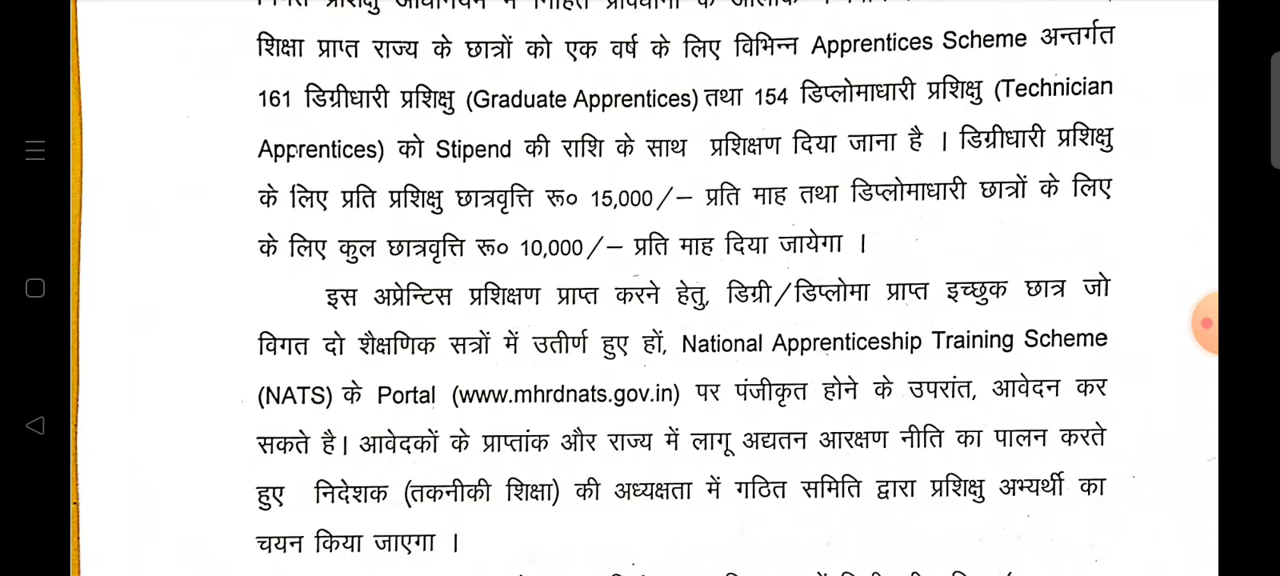 शिक्षा प्राप्त राज्य के छात्रों को एक वर्ष के लिए विभिन्न Apprentices Scheme अन्तर्गत
161 डिग्रीधारी प्रशिक्षु (Graduate Apprentices) तथा 154 डिप्लोमाधारी प्रशिक्षु (Technician
Apprentices) को Stipend की राशि के साथ प्रशिक्षण दिया जाना है । डिग्रीधारी प्रशिक्षु
के लिए प्रति प्रशिक्षु छात्रवृत्ति रू० 15,000/– प्रति माह तथा डिप्लोमाधारी छात्रों के लिए
के लिए कुल छात्रवृत्ति रू० 10,000/– प्रति माह दिया जायेगा ।
इस अप्रेन्टिस प्रशिक्षण प्राप्त करने हेतु, डिग्री/डिप्लोमा प्राप्त इच्छुक छात्र जो
विगत दो शैक्षणिक सत्रों में उतीर्ण हुए हों, National Apprenticeship Training Scheme
(NATS) के Portal (www.mhrdnats.gov.in) पर पंजीकृत होने के उपरांत, आवेदन कर
सकते है। आवेदकों के प्राप्तांक और राज्य में लागू अद्यतन आरक्षण नीति का पालन करते
हुए निदेशक (तकनीकी शिक्षा) की अध्यक्षता में गठित समिति द्वारा प्रशिक्षु अभ्यर्थी का
चयन किया जाएगा ।